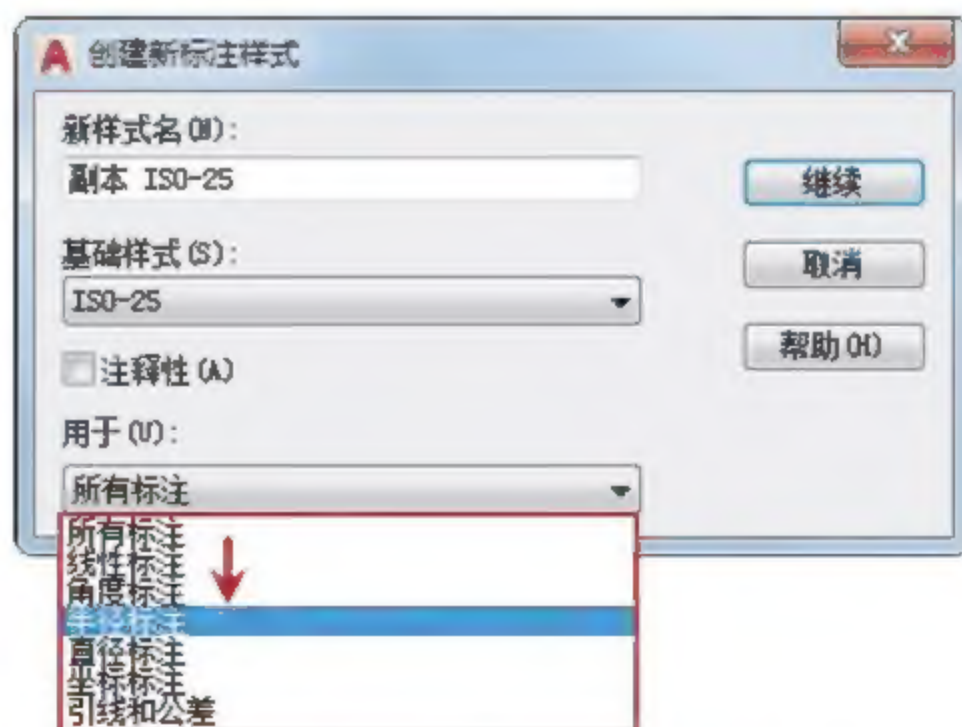 创建新标注样式
新样式名(N):
副本 ISO-25
继续
基础样式(S):
取消
ISO-25
帮助(H)
注释性(A)
用于(U):
所有标注
所有标注
线性标注
角度标注
半径标注
直径标注
坐标标注
引线和公差